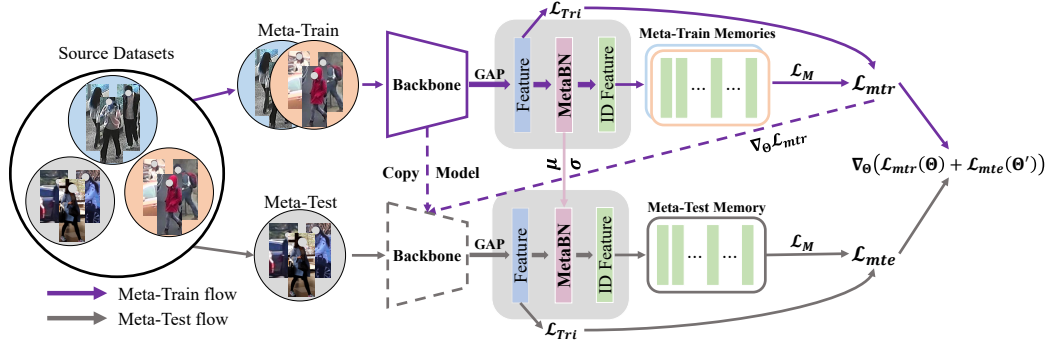 Source Datasets
Meta-Train
Backbone
GAP
Feature
MetaBN
ID Feature
ℒ_Tri
Meta-Train Memories
... ...
ℒ_M
ℒ_mtr
Copy Model
μ
σ
∇_Θℒ_mtr
∇_Θ(ℒ_mtr(Θ) + ℒ_mte(Θ′))
Meta-Test
Backbone
GAP
Feature
MetaBN
ID Feature
ℒ_Tri
Meta-Test Memory
... ...
ℒ_M
ℒ_mte
Meta-Train flow
Meta-Test flow